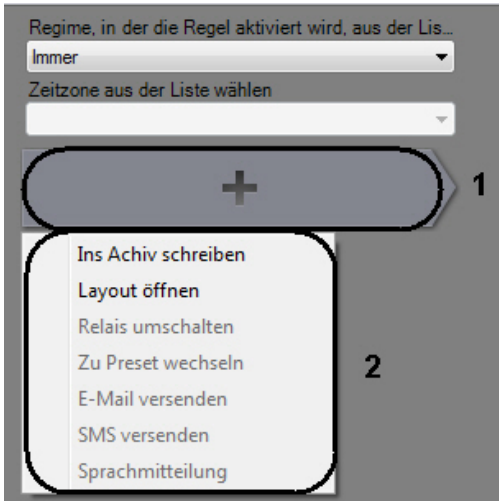 Regime, in der die Regel aktiviert wird, aus der Lis...
Immer
Zeitzone aus der Liste wählen
1
Ins Achiv schreiben
Layout öffnen
Relais umschalten
Zu Preset wechseln
2
E-Mail versenden
SMS versenden
Sprachmitteilung